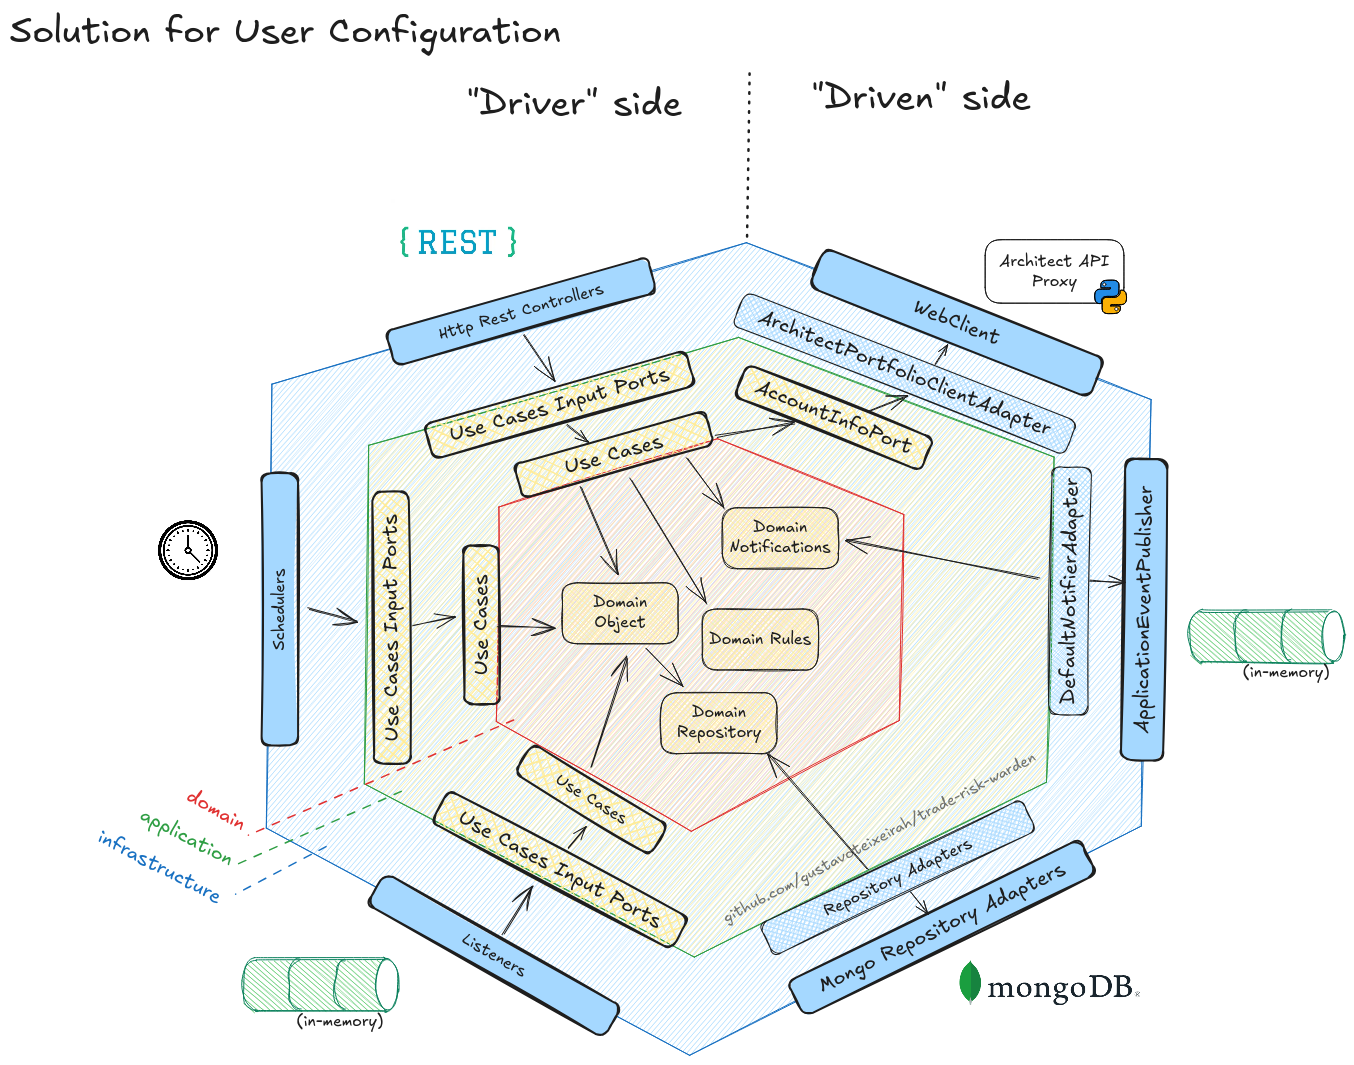 Solution for User Configuration
"Driver" side
"Driven" side
{ REST }
Architect API
Proxy
Http Rest Controllers
WebClient
ArchitectPortfolioClientAdapter
Use Cases Input Ports
AccountInfoPort
Use Cases
Domain
Notifications
DefaultNotifierAdapter
ApplicationEventPublisher
Schedulers
Use Cases Input Ports
Use Cases
Domain
Object
Domain Rules
(in-memory)
Domain
Repository
domain
application
infrastructure
Use Cases
Use Cases Input Ports
Listeners
github.com/gustavoteixeirah/trade-risk-warden
Repository Adapters
Mongo Repository Adapters
mongoDB®
(in-memory)